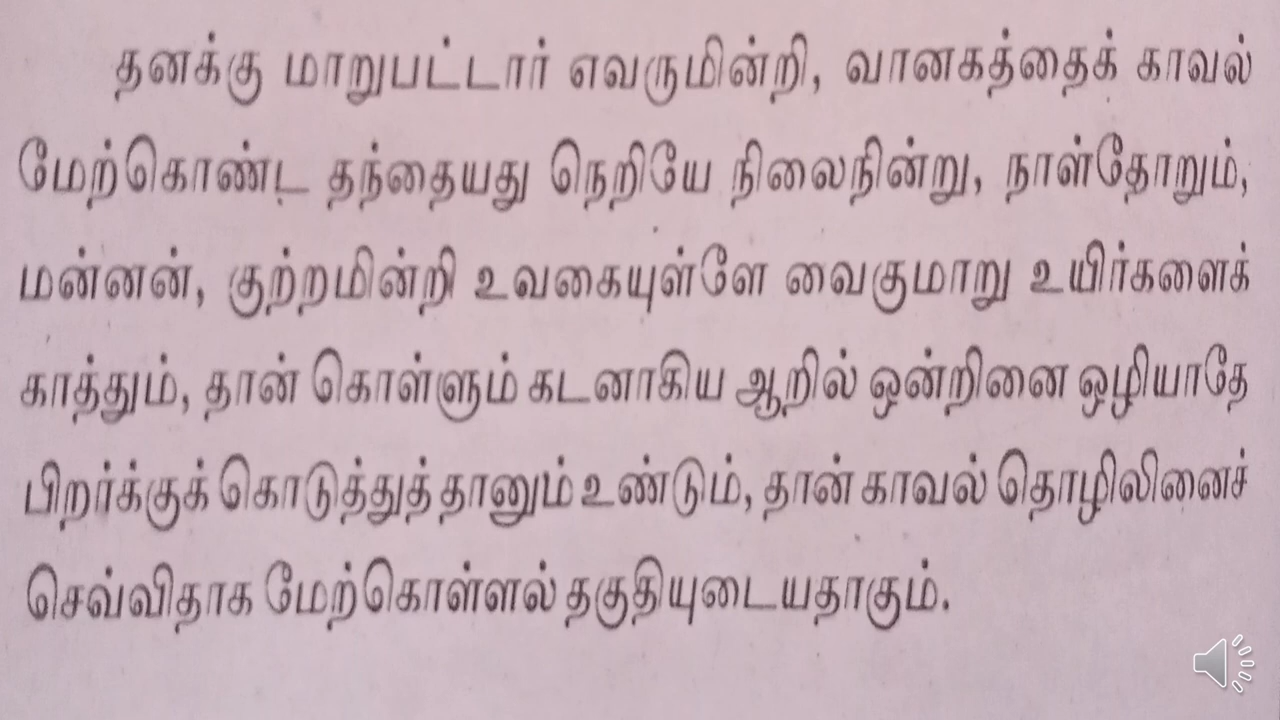 தனக்கு மாறுபட்டார் எவருமின்றி, வானகத்தைக் காவல்
மேற்கொண்ட தந்தையது நெறியே நிலைநின்று, நாள்தோறும்,
மன்னன், குற்றமின்றி உவகையுள்ளே வைகுமாறு உயிர்களைக்
காத்தும், தான் கொள்ளும் கடனாகிய ஆறில் ஒன்றினை ஒழியாதே
பிறர்க்குக் கொடுத்துத் தானும் உண்டும், தான் காவல் தொழிலினைச்
செவ்விதாக மேற்கொள்ளல் தகுதியுடையதாகும்.